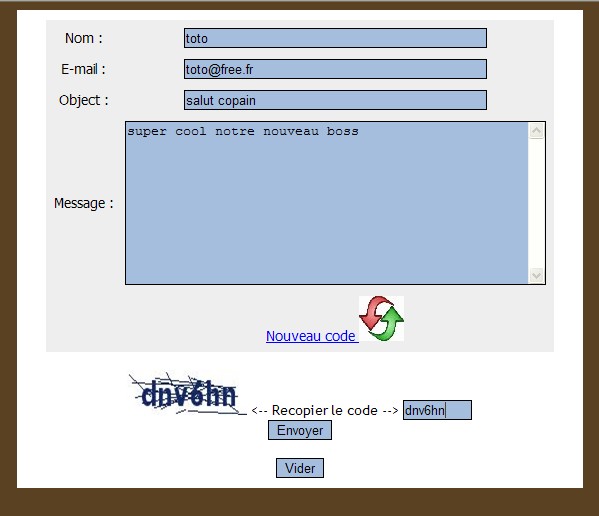 Nom : toto
E-mail : toto@free.fr
Object : salut copain
super cool notre nouveau boss
Message :
Nouveau code
dnv6hn <-- Recopier le code --> dnv6hn
Envoyer
Vider